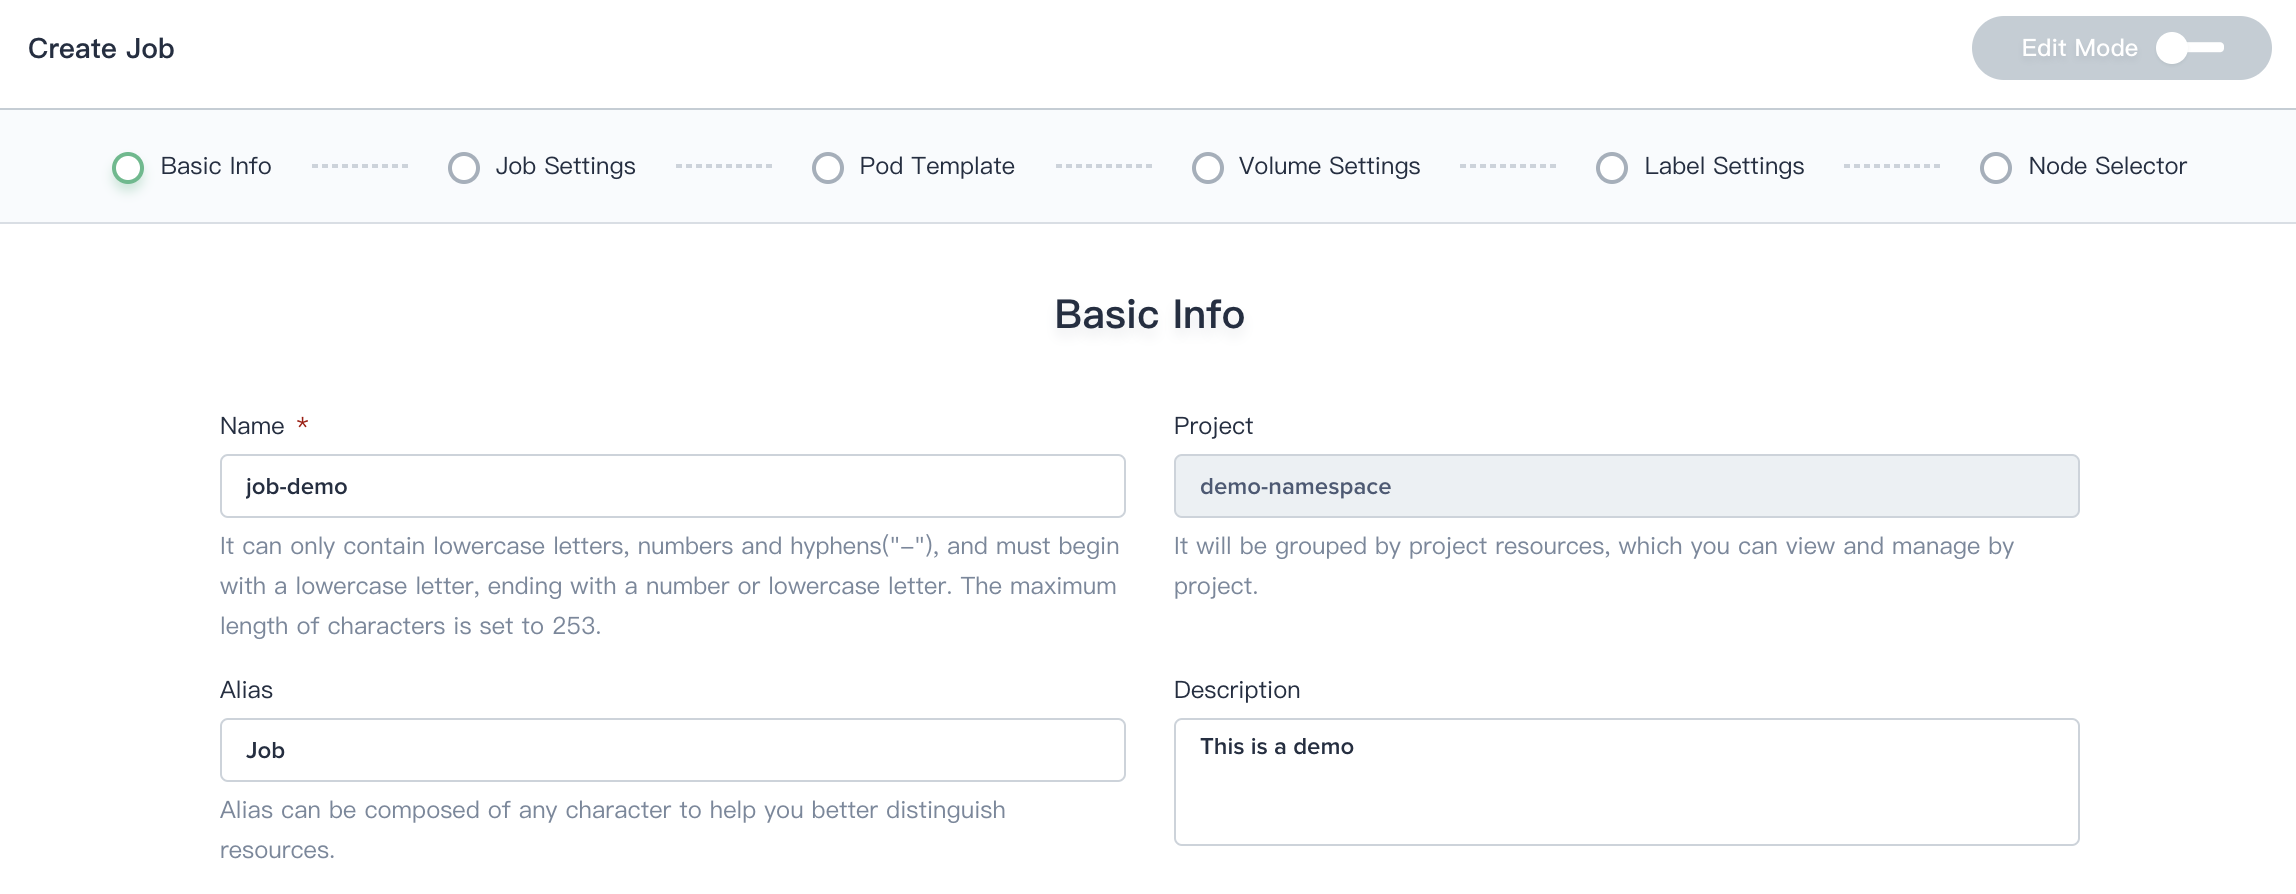 Create Job
Edit Mode
Basic Info
Job Settings
Pod Template
Volume Settings
Label Settings
Node Selector
Basic Info
Name *
job-demo
It can only contain lowercase letters, numbers and hyphens("-"), and must begin
with a lowercase letter, ending with a number or lowercase letter. The maximum
length of characters is set to 253.
Project
demo-namespace
It will be grouped by project resources, which you can view and manage by
project.
Alias
Job
Alias can be composed of any character to help you better distinguish
resources.
Description
This is a demo